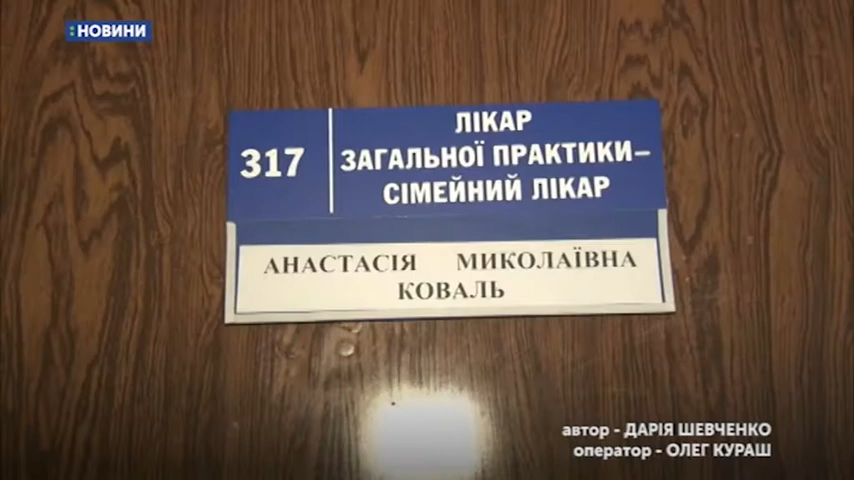 :НОВИНИ
317
ЛІКАР
ЗАГАЛЬНОЇ ПРАКТИКИ–
СІМЕЙНИЙ ЛІКАР
АНАСТАСІЯ МИКОЛАЇВНА
КОВАЛЬ
автор - ДАРІЯ ШЕВЧЕНКО
оператор - ОЛЕГ КУРАШ